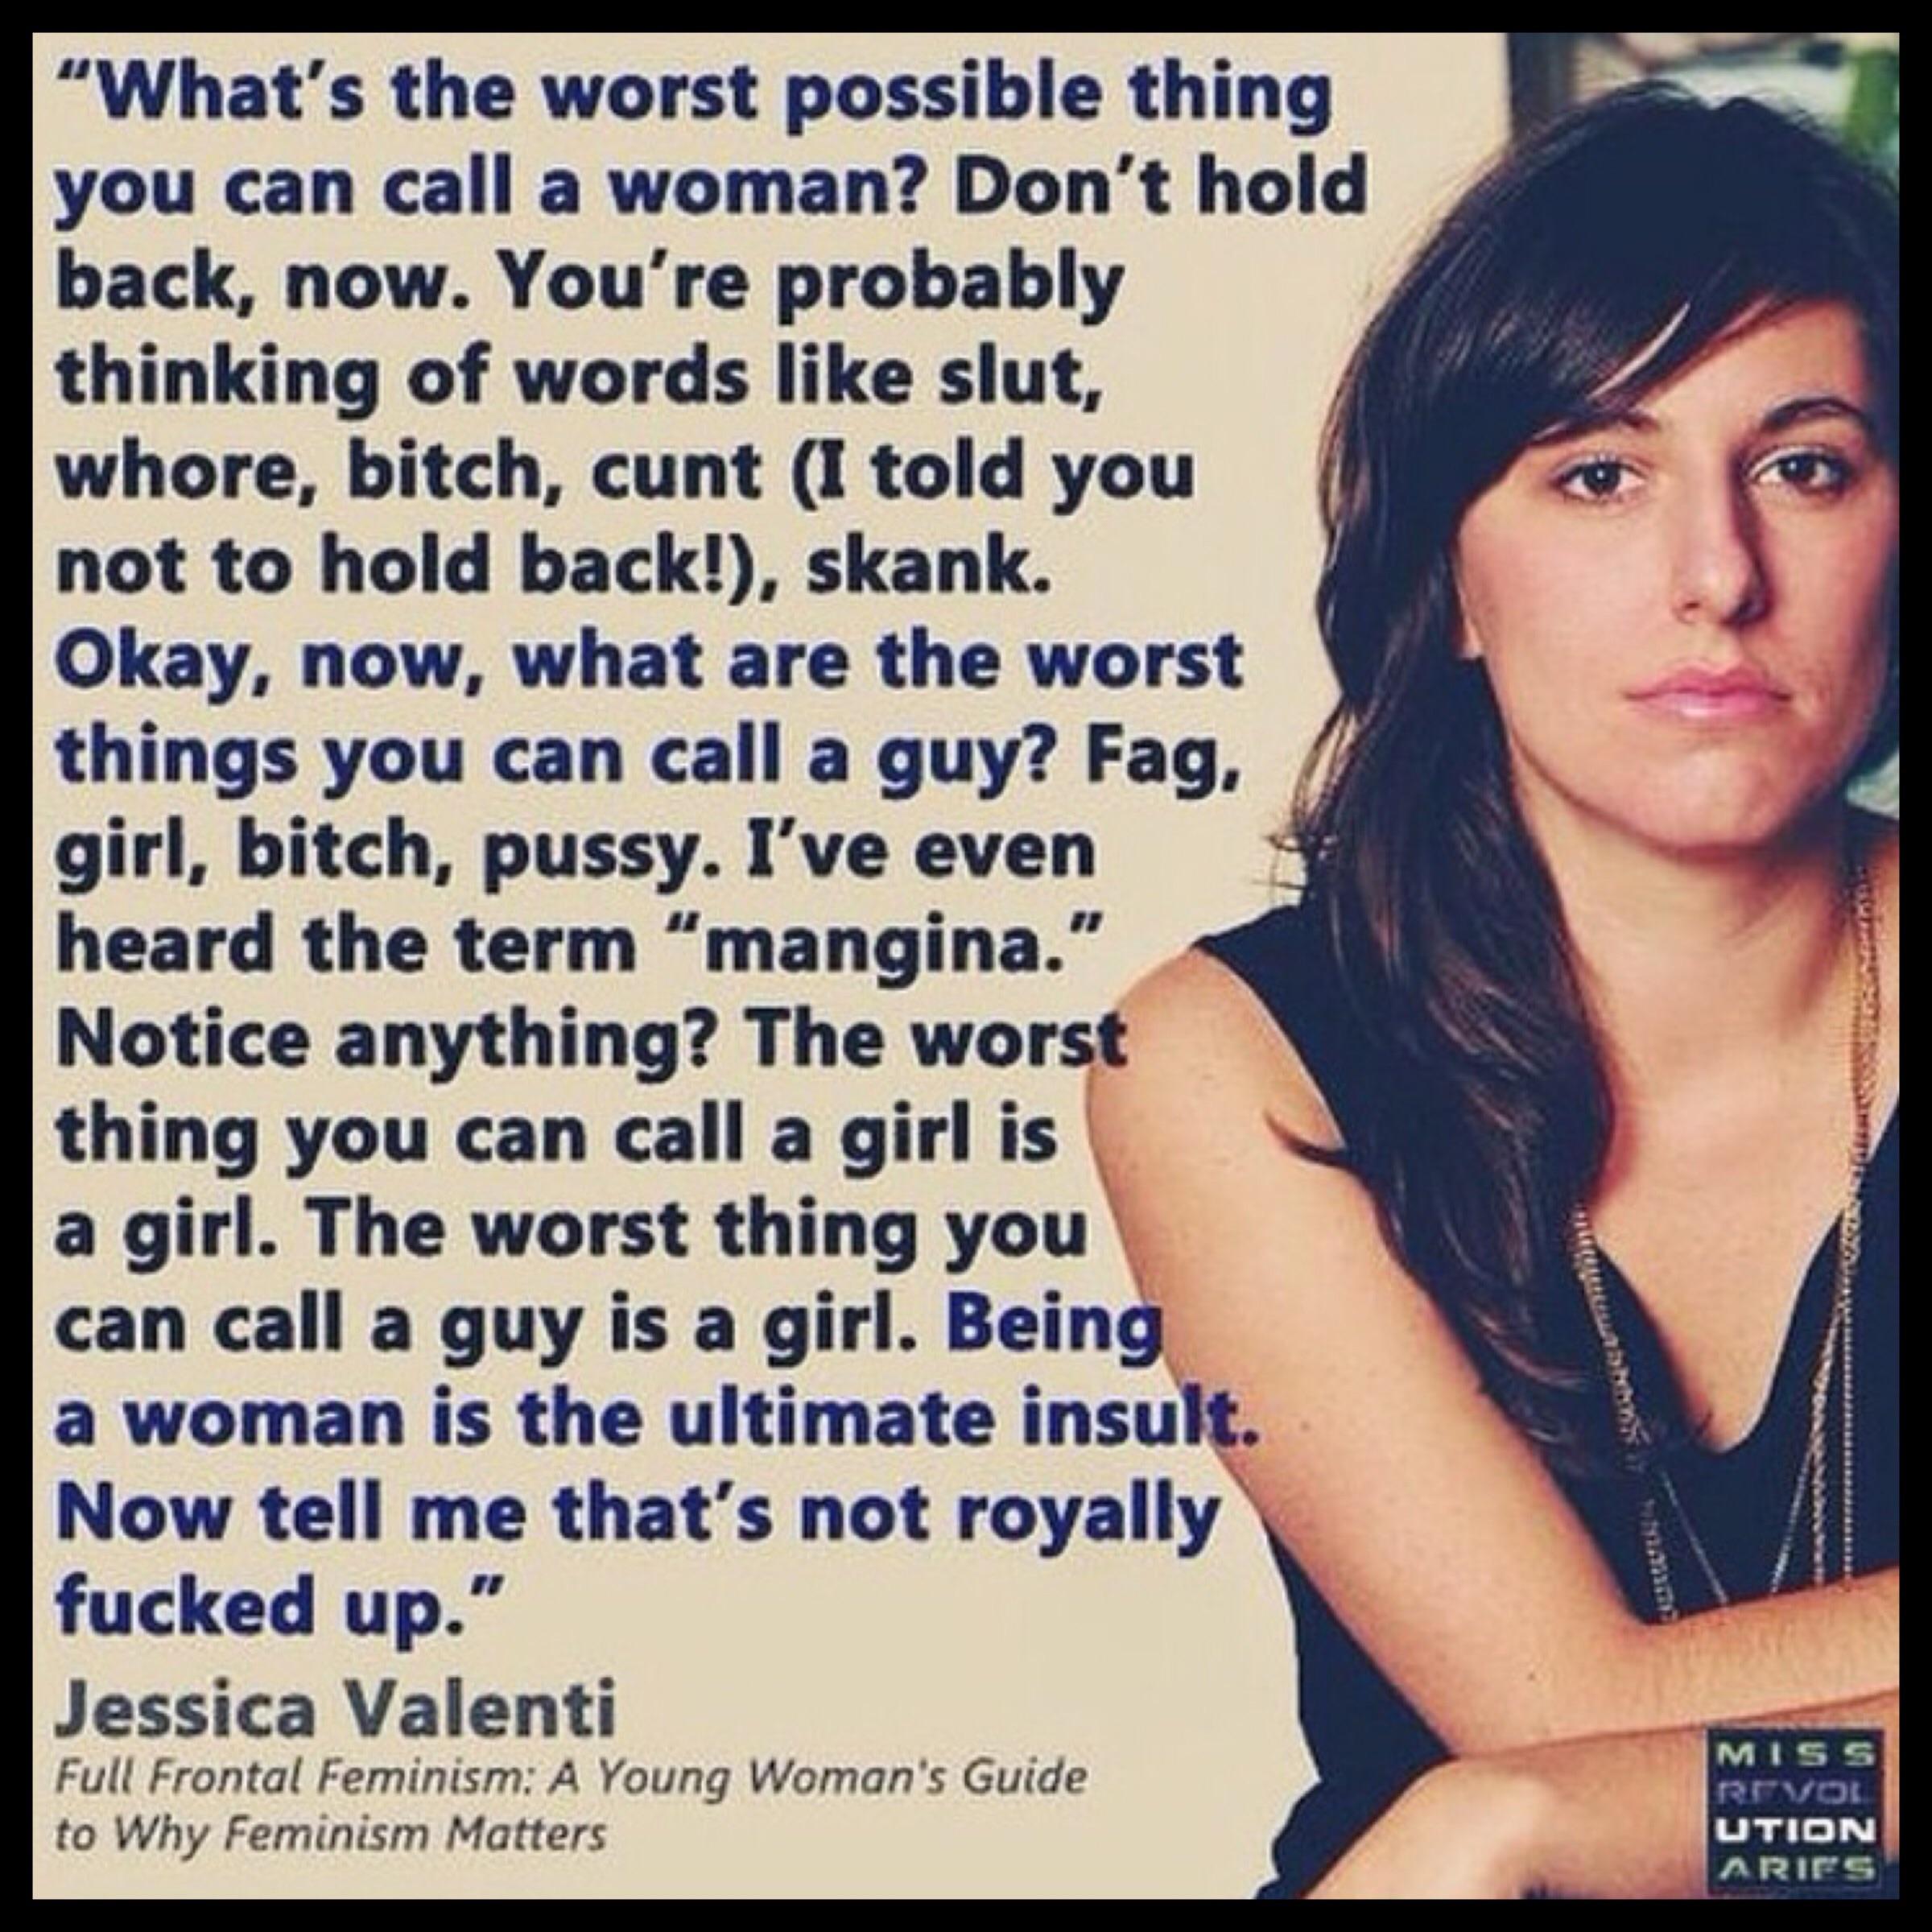 “What’s the worst possible thing
you can call a woman? Don’t hold
back, now. You’re probably
thinking of words like slut,
whore, bitch, cunt (I told you
not to hold back!), skank.
Okay, now, what are the worst
things you can call a guy? Fag,
girl, bitch, pussy. I’ve even
heard the term “mangina.”
Notice anything? The worst
thing you can call a girl is
a girl. The worst thing you
can call a guy is a girl. Being
a woman is the ultimate insult.
Now tell me that’s not royally
fucked up.”
Jessica Valenti
Full Frontal Feminism: A Young Woman's Guide
to Why Feminism Matters
MISS
REVOL
UTION
ARIES